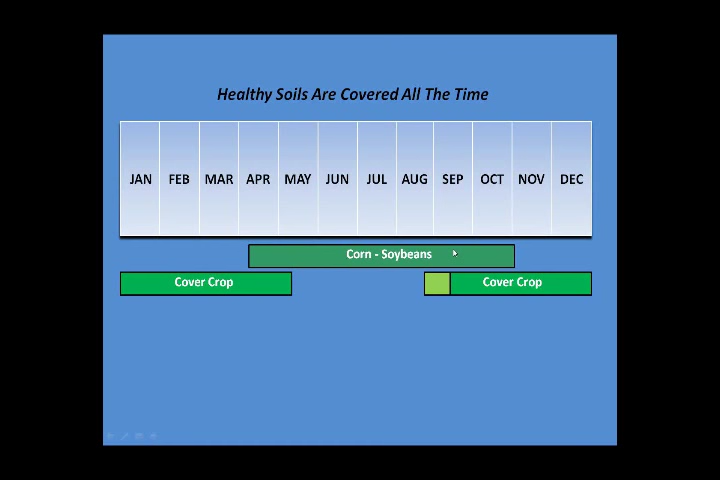 Healthy Soils Are Covered All The Time
JAN FEB MAR APR MAY JUN JUL AUG SEP OCT NOV DEC
Corn - Soybeans
Cover Crop Cover Crop